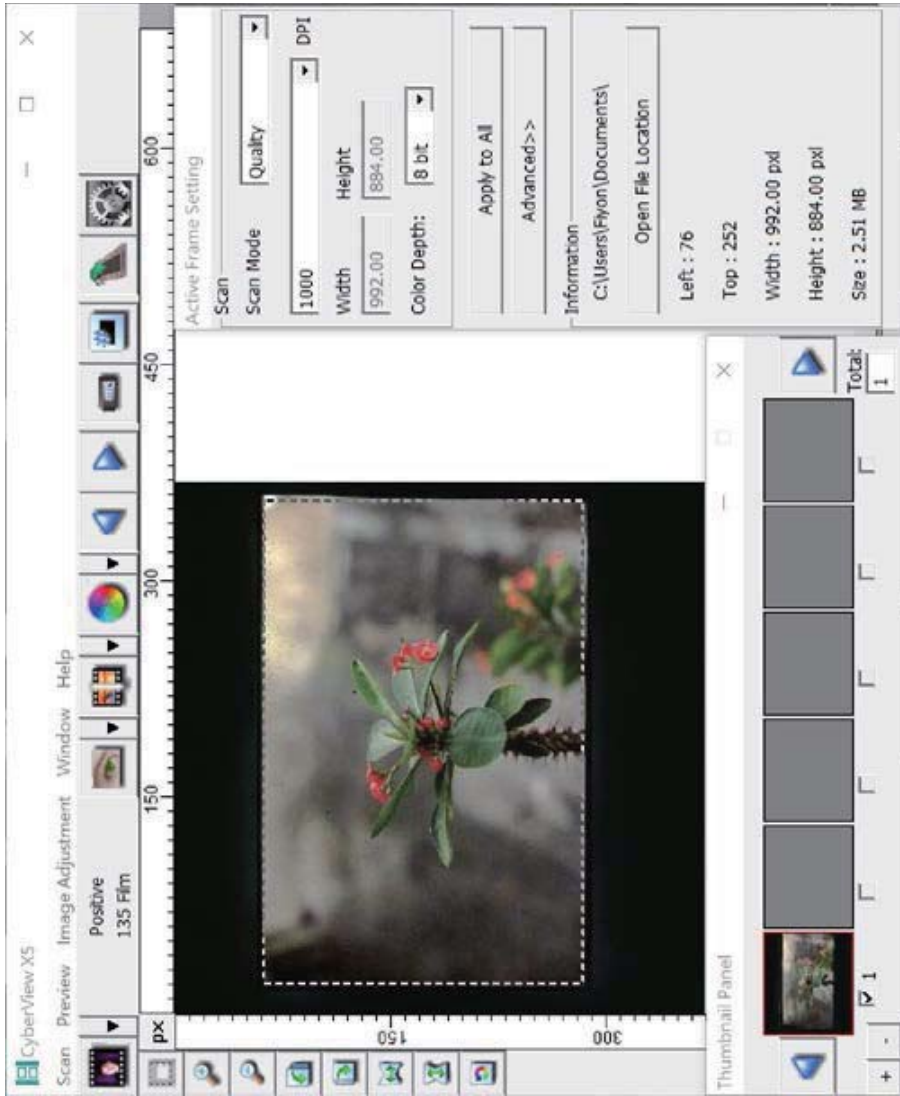 CyberView X5
Scan Preview Image Adjustment Window Help
Positive
135 Film
px
150
300
450
600
150
300
Active Frame Setting
Scan
Scan Mode
Quality
1000
DPI
Width
Height
992.00
884.00
Color Depth:
8 bit
Apply to All
Advanced>>
Information
C:\Users\Fiyon\Documents\
Open File Location
Left : 76
Top : 252
Width : 992.00 pxl
Height : 884.00 pxl
Size : 2.51 MB
Thumbnail Panel
1
Total:
1
+
-